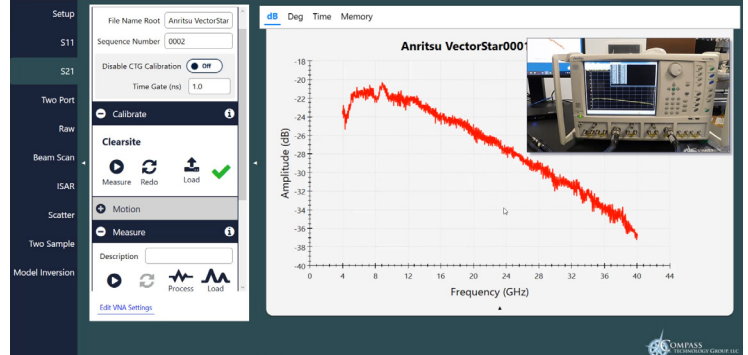 Setup
S11
S21
Two Port
Raw
Beam Scan
ISAR
Scatter
Two Sample
Model Inversion
File Name Root Anritsu VectorStar
Sequence Number 0002
Disable CTG Calibration Off
Time Gate (ns) 1.0
Calibrate
Clearsite
Measure Redo Load
Motion
Measure
Description
Process Load
Edit VNA Settings
dB Deg Time Memory
Anritsu VectorStar0001
Amplitude (dB)
-18
-20
-22
-24
-26
-28
-30
-32
-34
-36
-38
-40
0 4 8 12 16 20 24 28 32 36 40 44
Frequency (GHz)
COMPASS
TECHNOLOGY GROUP, LLC